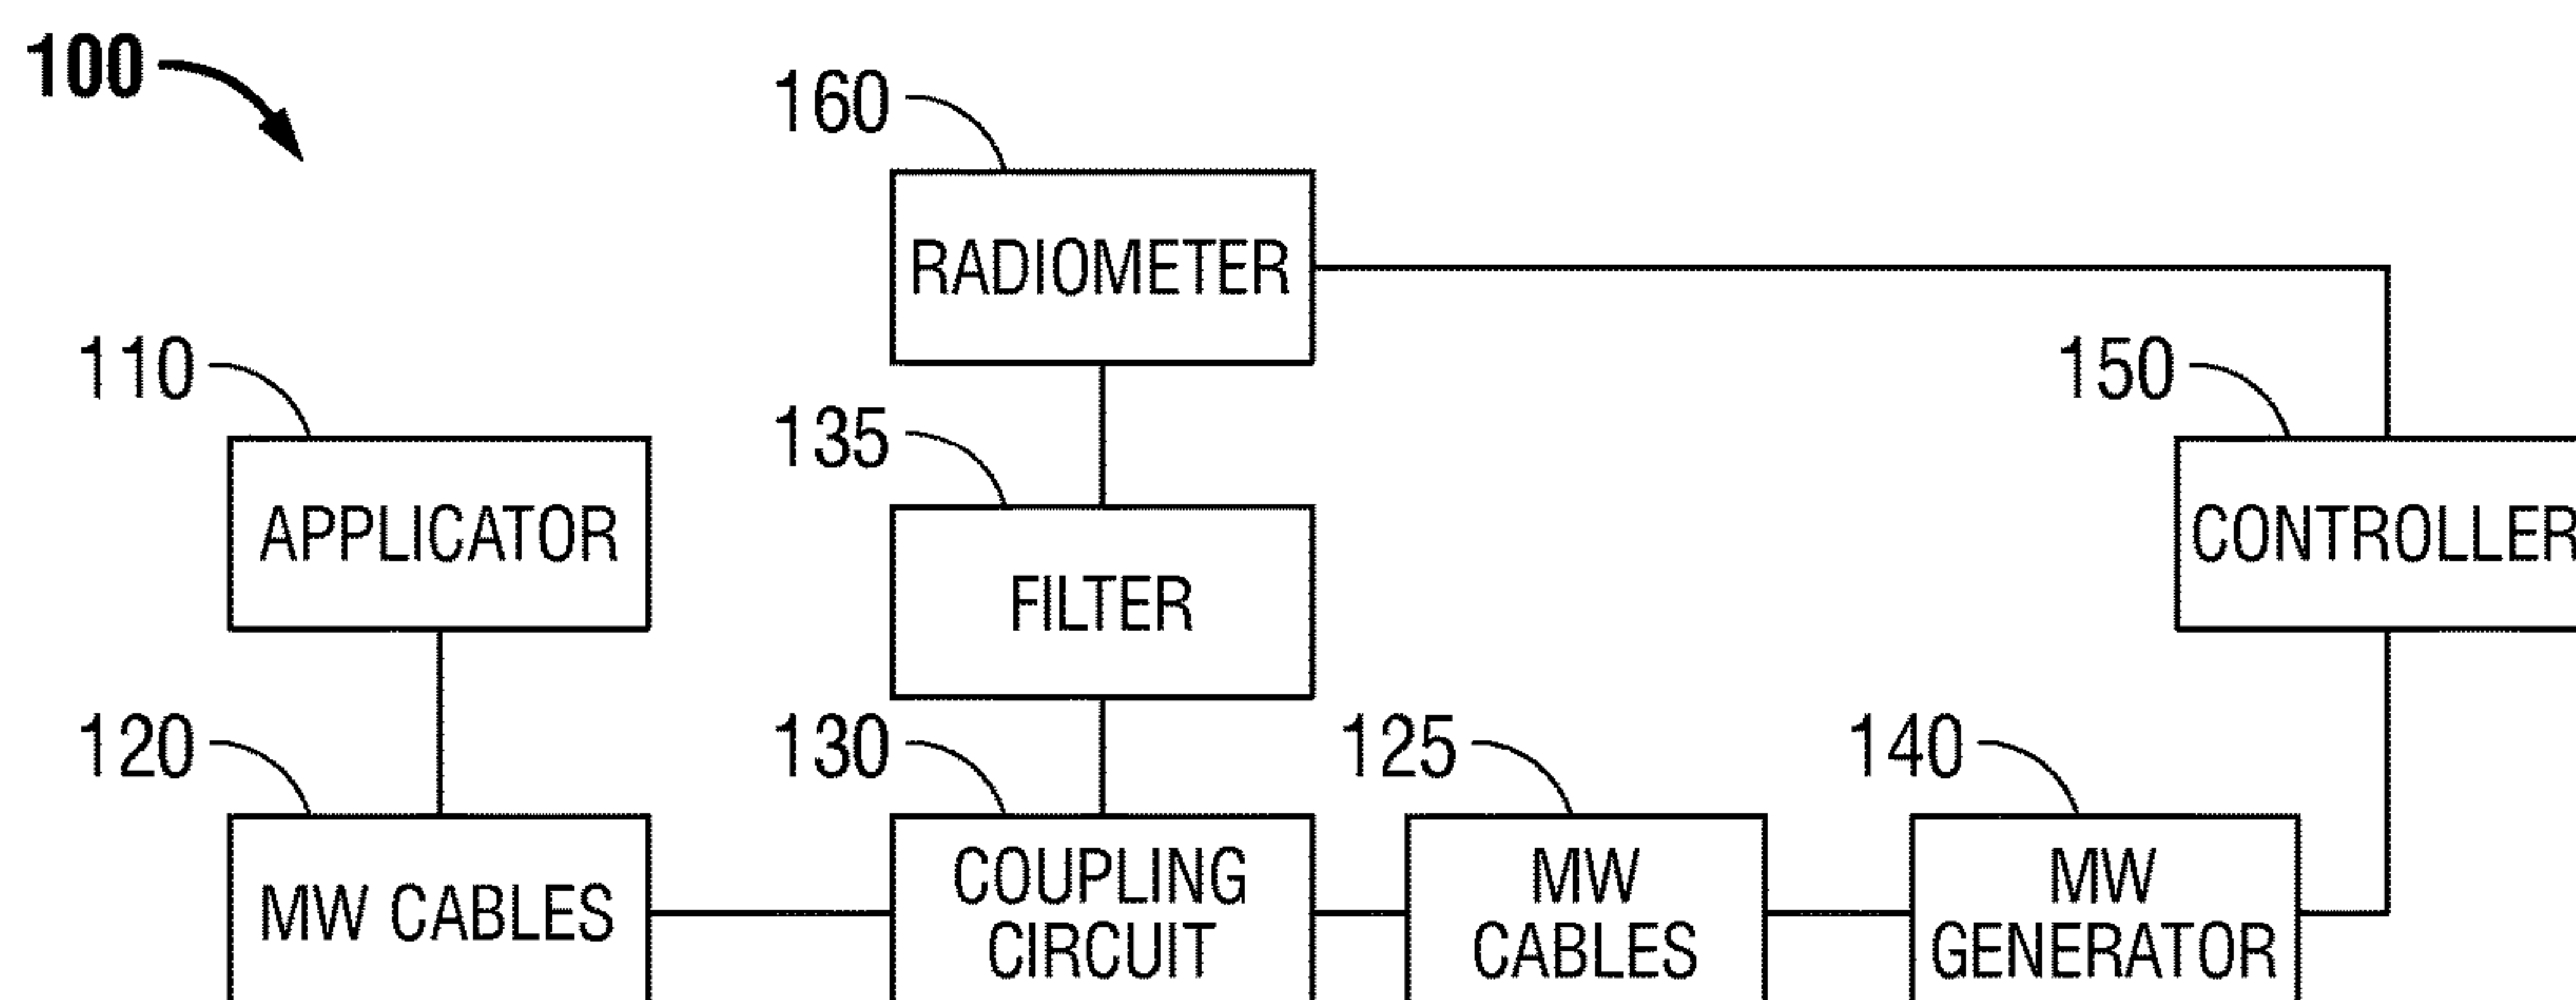 100
160
RADIOMETER
110
150
135
APPLICATOR
CONTROLLER
FILTER
120
130
125
140
MW CABLES
COUPLING
CIRCUIT
MW
CABLES
MW
GENERATOR